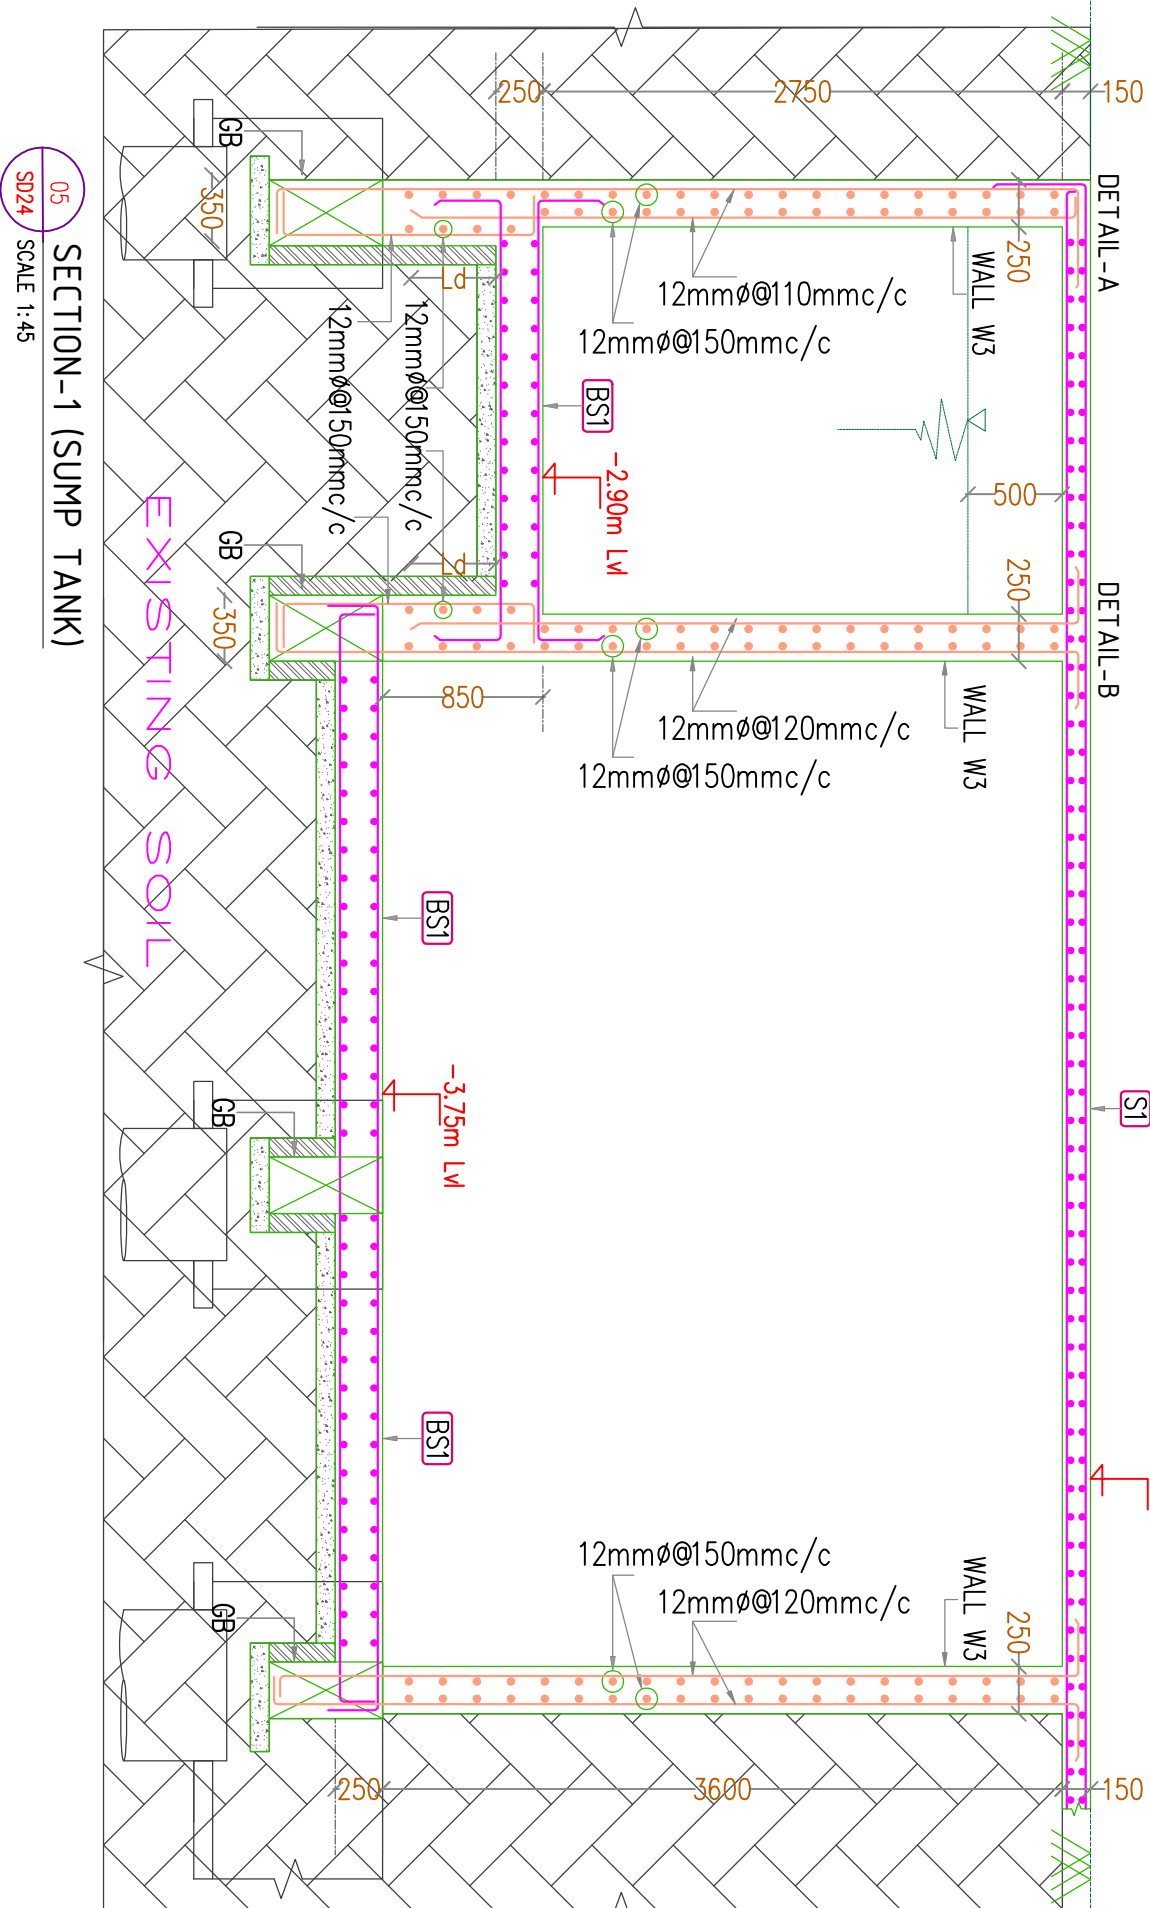 150
2750
250
DETAIL-A
250
WALL W3
12mmø@110mmc/c
12mmø@150mmc/c
GB
350
Ld
12mmø@150mmc/c
12mmø@150mmc/c
BS1
-2.90m Lvl
500
DETAIL-B
250
WALL W3
12mmø@120mmc/c
12mmø@150mmc/c
GB
350
Ld
850
BS1
-3.75m Lvl
S1
GB
BS1
12mmø@150mmc/c
12mmø@120mmc/c
WALL W3
250
GB
150
3600
250
EXISTING SOIL
05
SD24
SECTION-1 (SUMP TANK)
SCALE 1:45